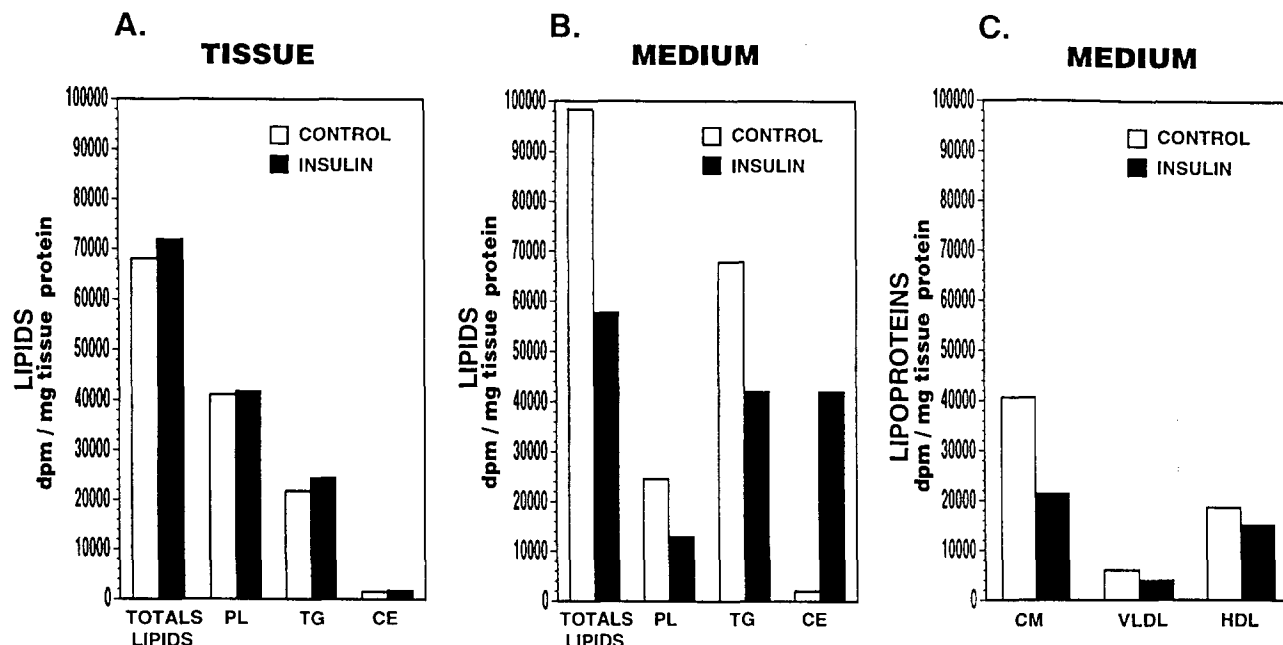 A.
TISSUE
LIPIDS
dpm / mg tissue protein
100000
90000
80000
70000
60000
50000
40000
30000
20000
10000
0
CONTROL
INSULIN
TOTALS LIPIDS
PL
TG
CE
B.
MEDIUM
LIPIDS
dpm / mg tissue protein
100000
90000
80000
70000
60000
50000
40000
30000
20000
10000
0
CONTROL
INSULIN
TOTALS LIPIDS
PL
TG
CE
C.
MEDIUM
LIPOPROTEINS
dpm / mg tissue protein
100000
90000
80000
70000
60000
50000
40000
30000
20000
10000
0
CONTROL
INSULIN
CM
VLDL
HDL